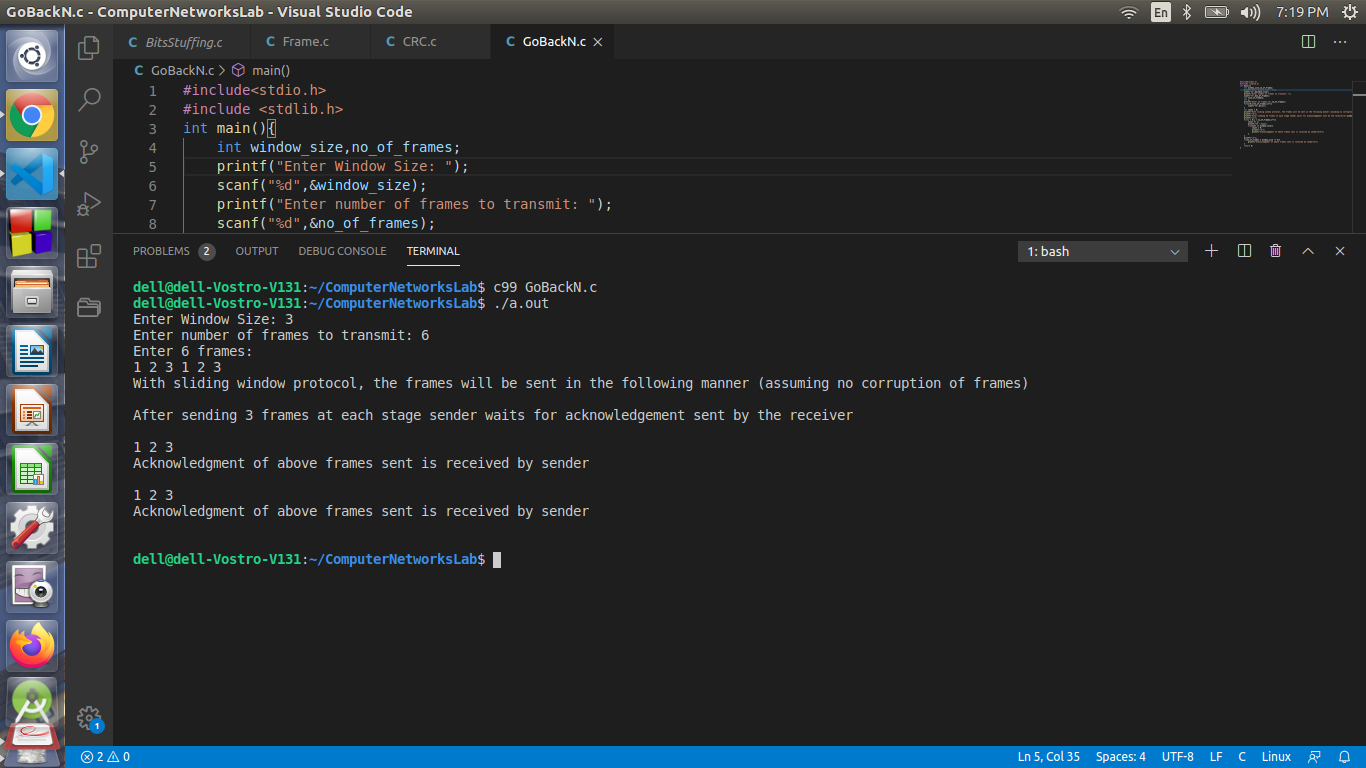 GoBackN.c - ComputerNetworksLab - Visual Studio Code
En
7:19 PM
BitsStuffing.c
Frame.c
CRC.c
GoBackN.c
C GoBackN.c > main()
1 #include<stdio.h>
2 #include <stdlib.h>
3 int main(){
4 int window_size,no_of_frames;
5 printf("Enter Window Size: ");
6 scanf("%d",&window_size);
7 printf("Enter number of frames to transmit: ");
8 scanf("%d",&no_of_frames);
PROBLEMS 2 OUTPUT DEBUG CONSOLE TERMINAL
1: bash
dell@dell-Vostro-V131:~/ComputerNetworksLab$ c99 GoBackN.c
dell@dell-Vostro-V131:~/ComputerNetworksLab$ ./a.out
Enter Window Size: 3
Enter number of frames to transmit: 6
Enter 6 frames:
1 2 3 1 2 3
With sliding window protocol, the frames will be sent in the following manner (assuming no corruption of frames)
After sending 3 frames at each stage sender waits for acknowledgement sent by the receiver
1 2 3
Acknowledgment of above frames sent is received by sender
1 2 3
Acknowledgment of above frames sent is received by sender
dell@dell-Vostro-V131:~/ComputerNetworksLab$
1
2 0
Ln 5, Col 35 Spaces: 4 UTF-8 LF C Linux